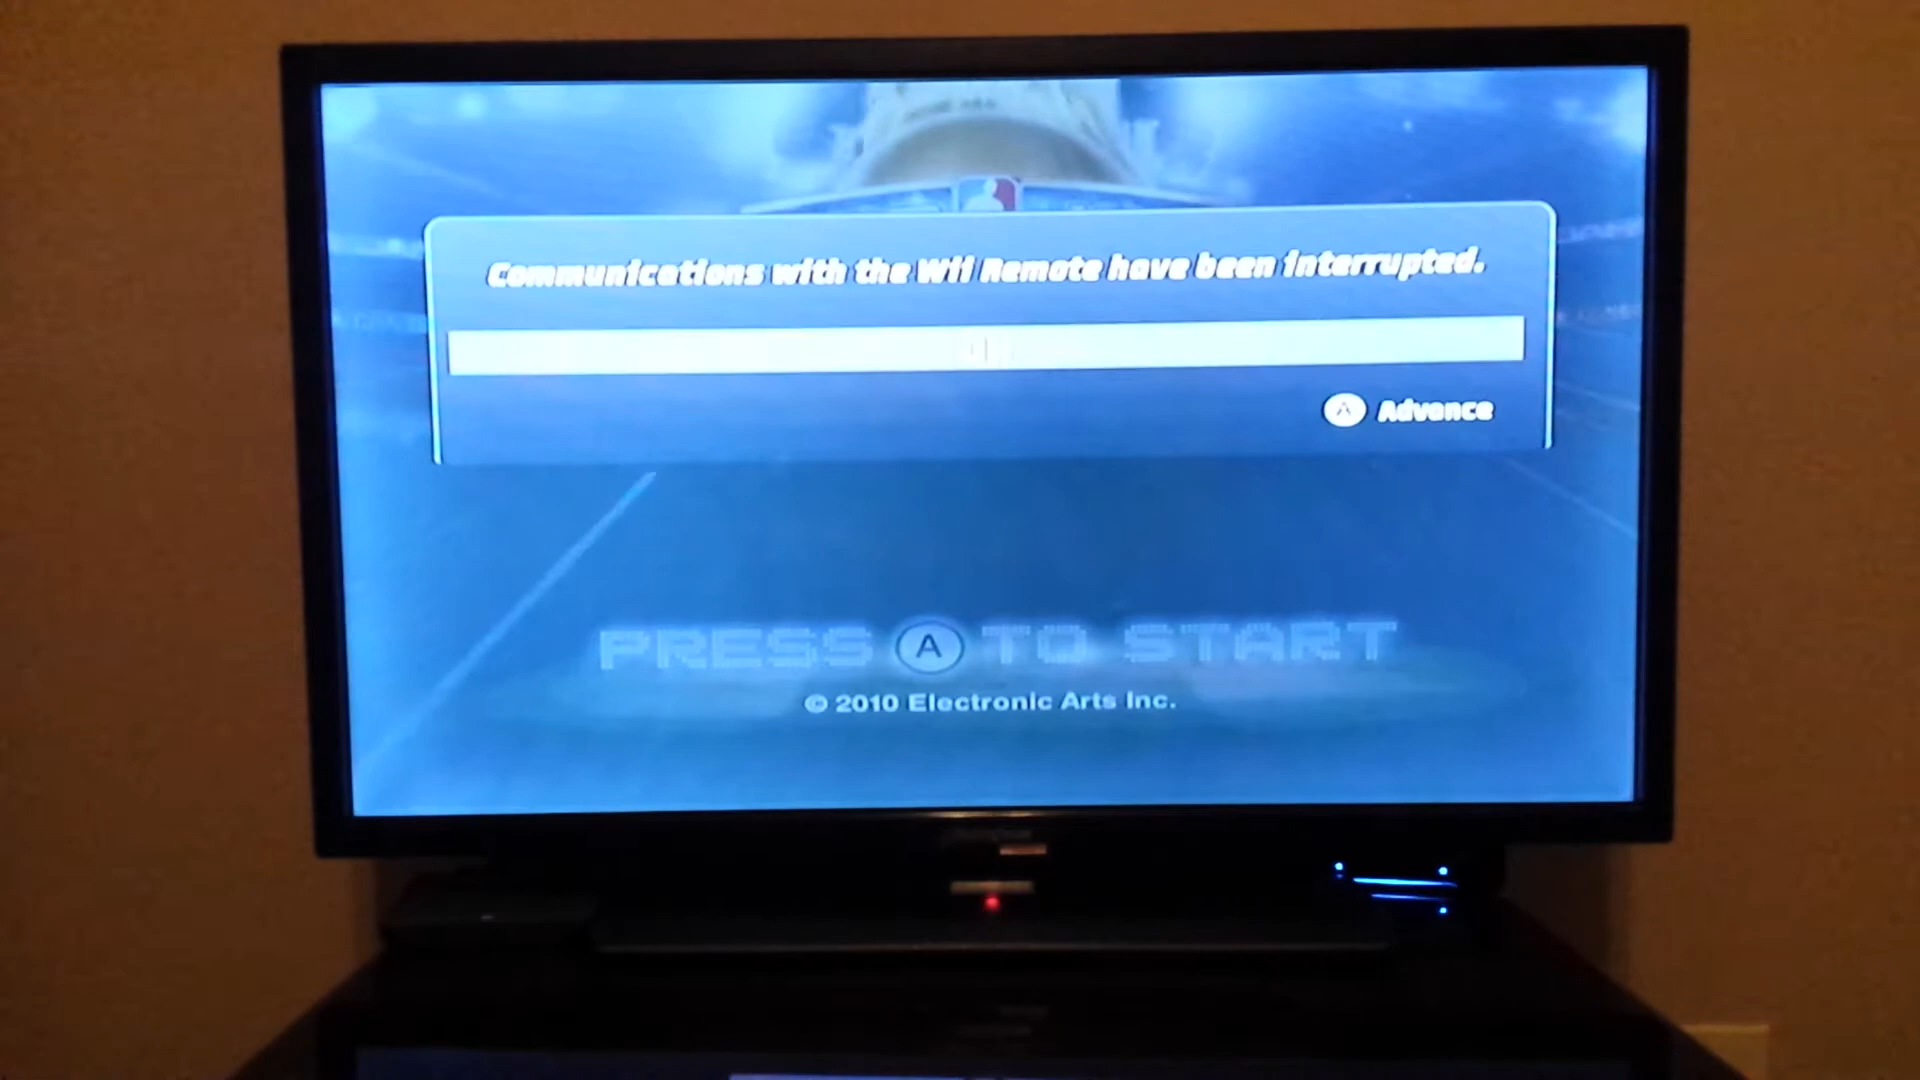 Communications with the Wii Remote have been interrupted.
A Advance
PRESS A TO START
© 2010 Electronic Arts Inc.